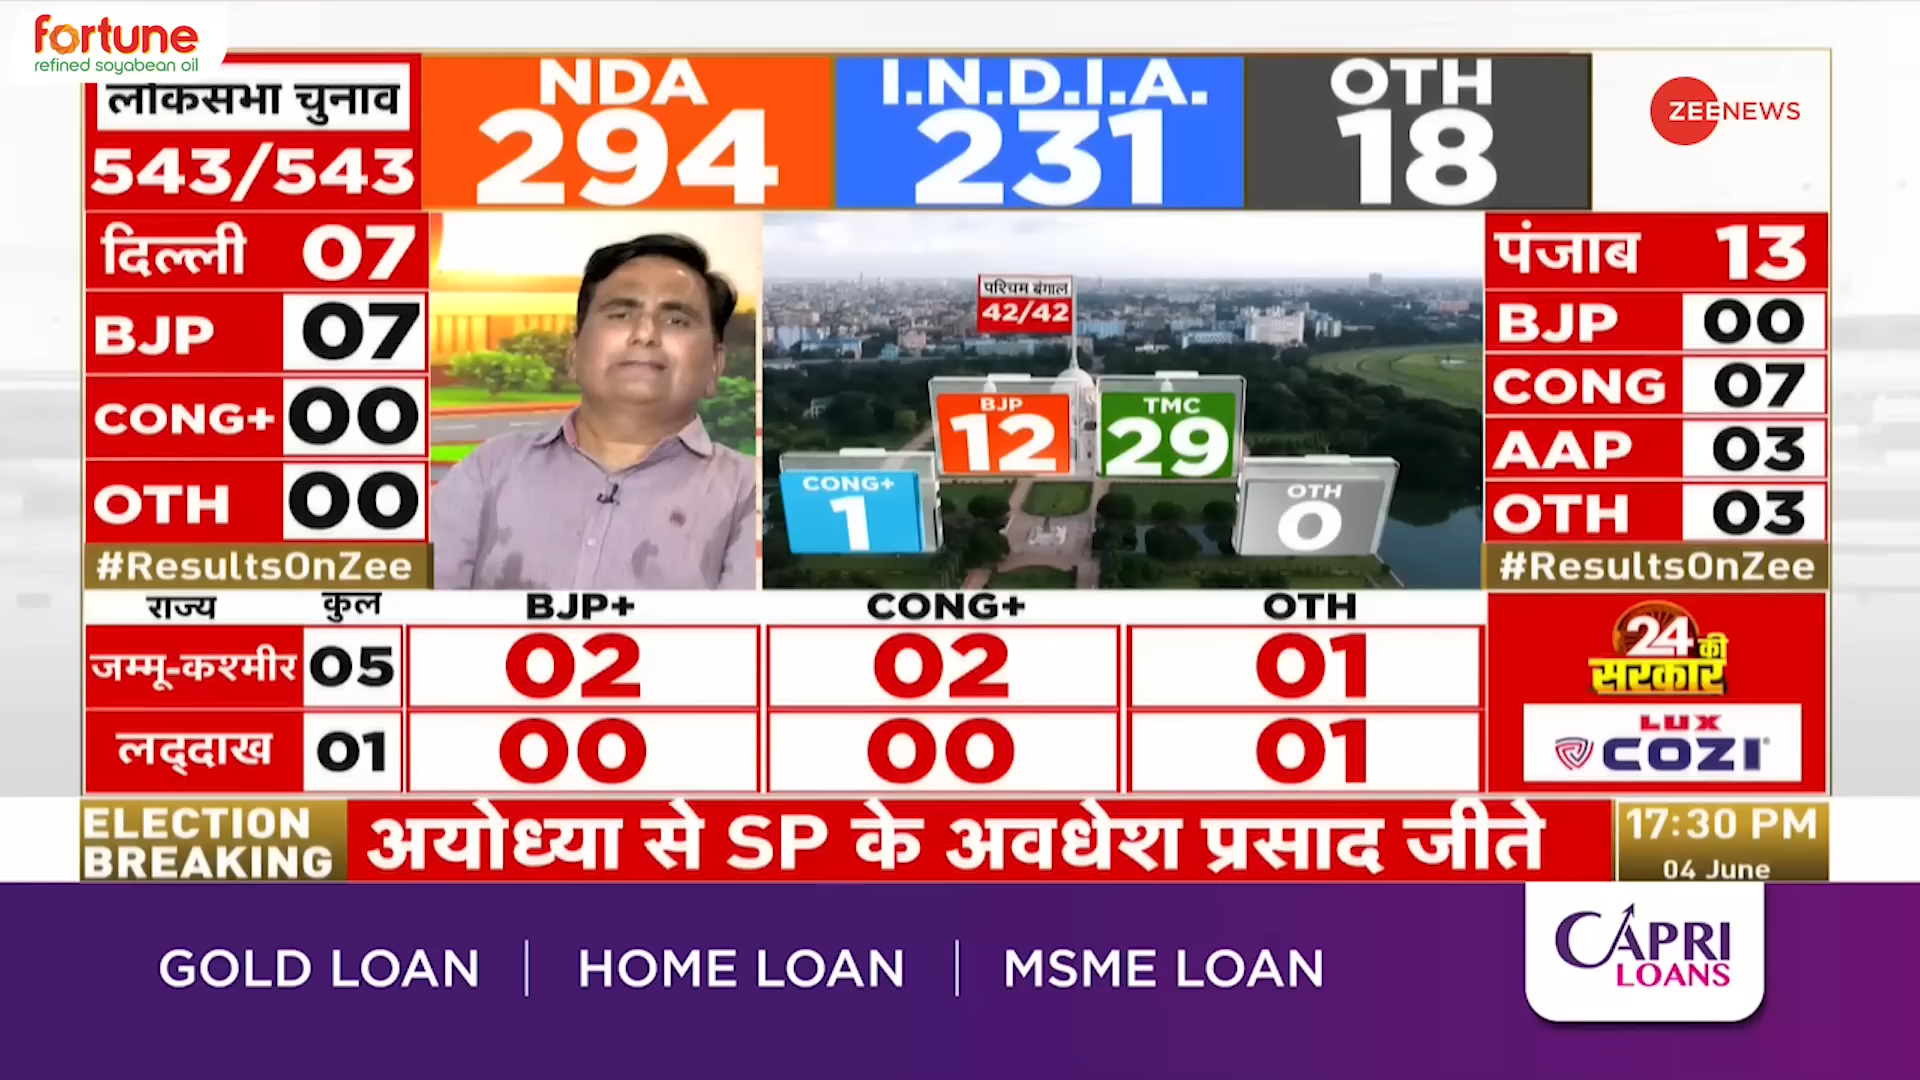 fortune
refined soyabean oil
लोकसभा चुनाव
543/543
NDA
294
I.N.D.I.A.
231
OTH
18
ZEENEWS
दिल्ली 07
BJP 07
CONG+ 00
OTH 00
#ResultsOnZee
पश्चिम बंगाल
42/42
BJP
12
TMC
29
CONG+
1
OTH
0
पंजाब 13
BJP 00
CONG 07
AAP 03
OTH 03
#ResultsOnZee
राज्य कुल BJP+ CONG+ OTH
जम्मू-कश्मीर 05 02 02 01
लद्दाख 01 00 00 01
24 की
सरकार
LUX
COZI
ELECTION
BREAKING
अयोध्या से SP के अवधेश प्रसाद जीते
17:30 PM
04 June
GOLD LOAN | HOME LOAN | MSME LOAN
CAPRI
LOANS